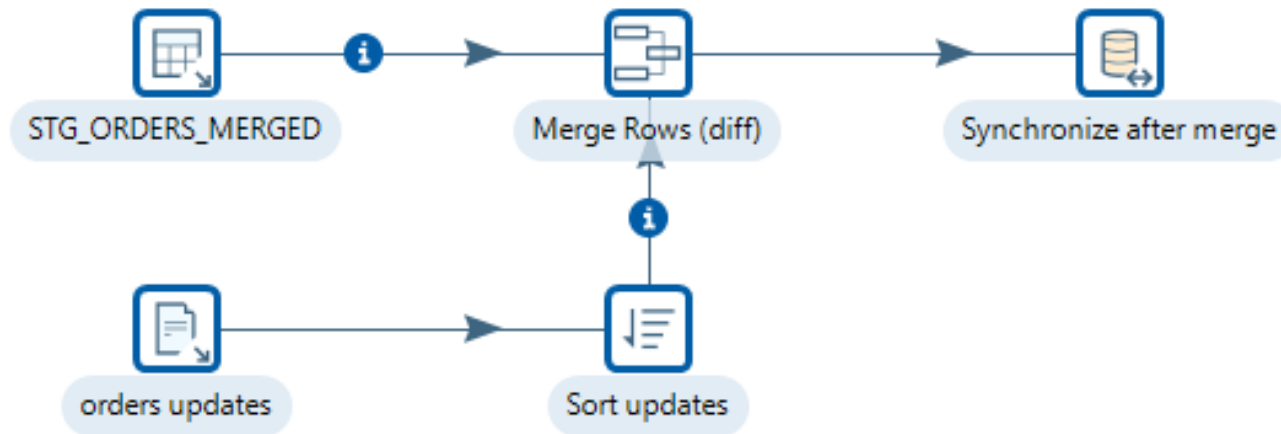 STG_ORDERS_MERGED
Merge Rows (diff)
Synchronize after merge
orders updates
Sort updates